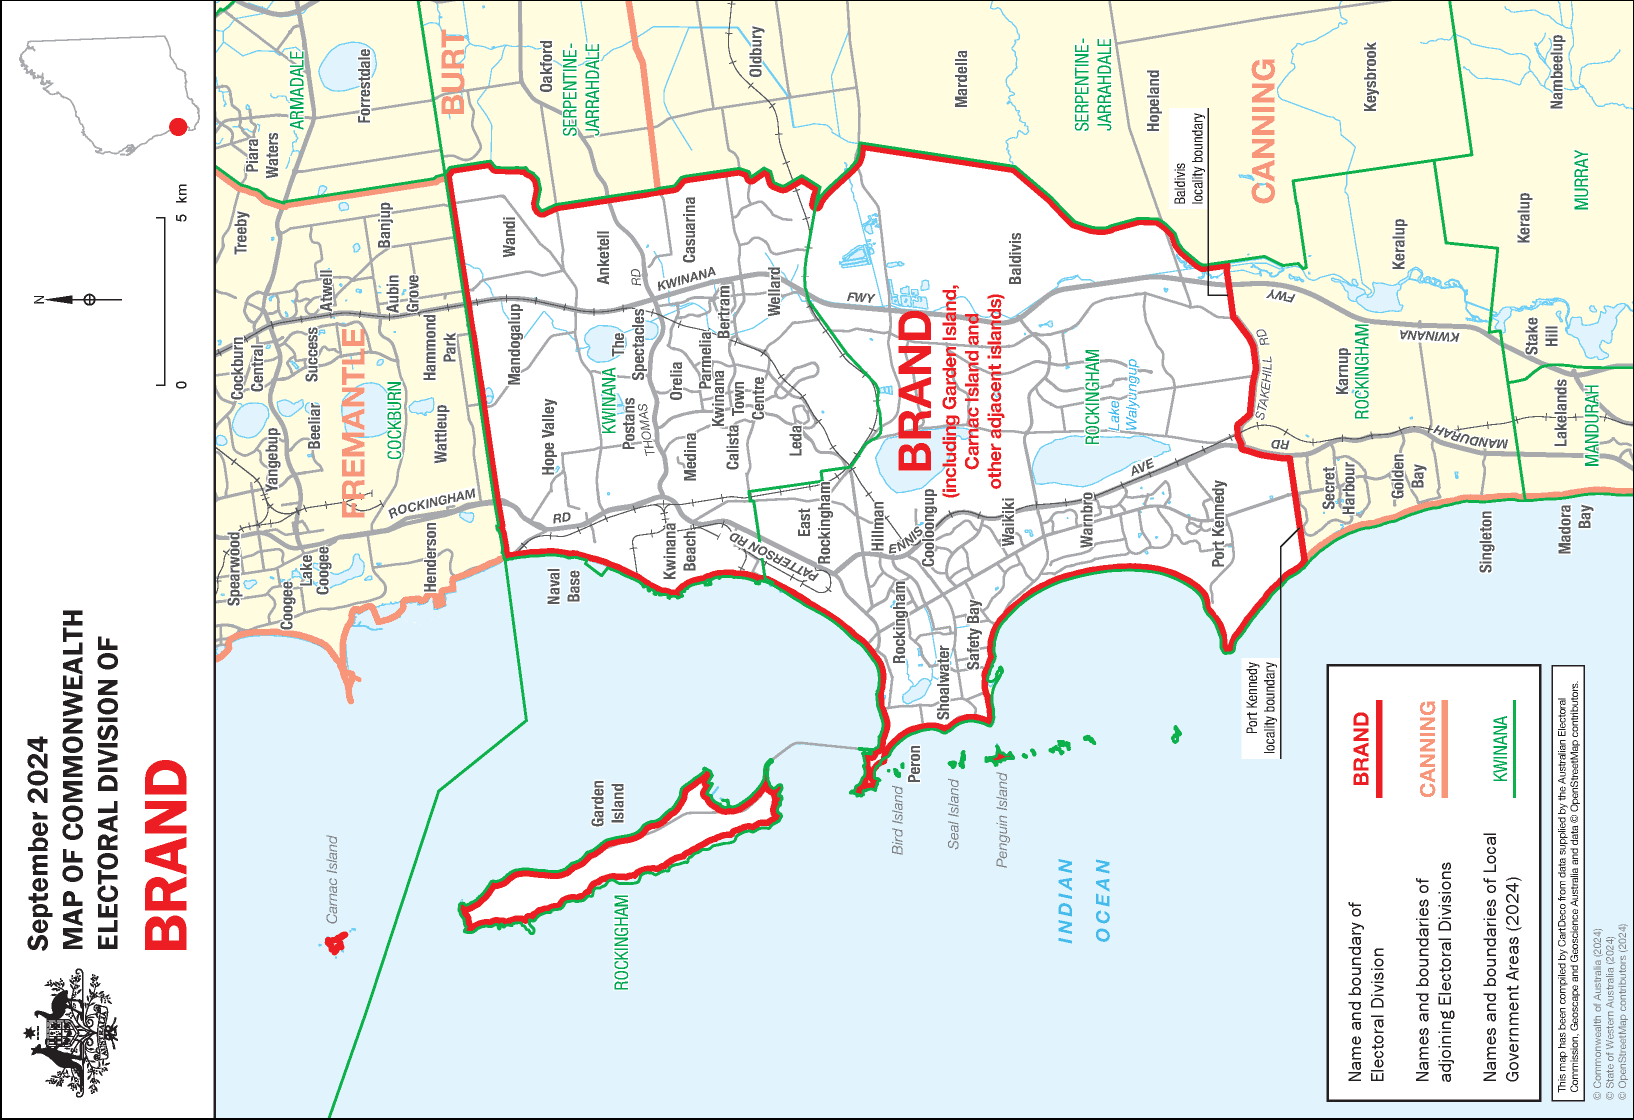 September 2024
MAP OF COMMONWEALTH
ELECTORAL DIVISION OF
BRAND
N
0
5 km
Carnac Island
Garden
Island
ROCKINGHAM
INDIAN
OCEAN
Bird Island
Seal Island
Penguin Island
Peron
Spearwood
Coogee
Lake
Coogee
Henderson
Yangebup
Beeliar
Cockburn
Central
Success
Atwell
Treeby
Piara
Waters
ARMADALE
Forrestdale
Banjup
Aubin
Grove
Hammond
Park
Wattleup
COCKBURN
FREMANTLE
ROCKINGHAM
RD
BURT
Oakford
SERPENTINE-
JARRAHDALE
Oldbury
Mardella
SERPENTINE-
JARRAHDALE
Hopeland
CANNING
Keysbrook
Nambeelup
MURRAY
Keralup
Keralup
Wandi
Mandogalup
Anketell
Casuarina
Hope Valley
KWINANA
Postans
The
Spectacles
THOMAS
RD
KWINANA
FWY
Orelia
Parmelia
Bertram
Wellard
Medina
Calista
Kwinana
Town
Centre
Leda
Naval
Base
Kwinana
Beach
PATTERSON RD
East
Rockingham
Hillman
ENNIS
AVE
Cooloongup
Rockingham
Shoalwater
Safety Bay
Waikiki
Warnbro
Port Kennedy
BRAND
(including Garden Island,
Carnac Island and
other adjacent islands)
Baldivis
ROCKINGHAM
Lake
Walyungup
Baldivis
locality boundary
Port Kennedy
locality boundary
STAKEHILL RD
FWY
KWINANA
MANDURAH
RD
Karnup
ROCKINGHAM
Secret
Harbour
Golden
Bay
Singleton
Madora
Bay
Lakelands
MANDURAH
Stake
Hill
Name and boundary of
Electoral Division
BRAND
Names and boundaries of
adjoining Electoral Divisions
CANNING
Names and boundaries of Local
Government Areas (2024)
KWINANA
This map has been compiled by CartDeco from data supplied by the Australian Electoral
Commission, Geoscape and Geoscience Australia and data © OpenStreetMap contributors.
© Commonwealth of Australia (2024)
© State of Western Australia (2024)
© OpenStreetMap contributors (2024)